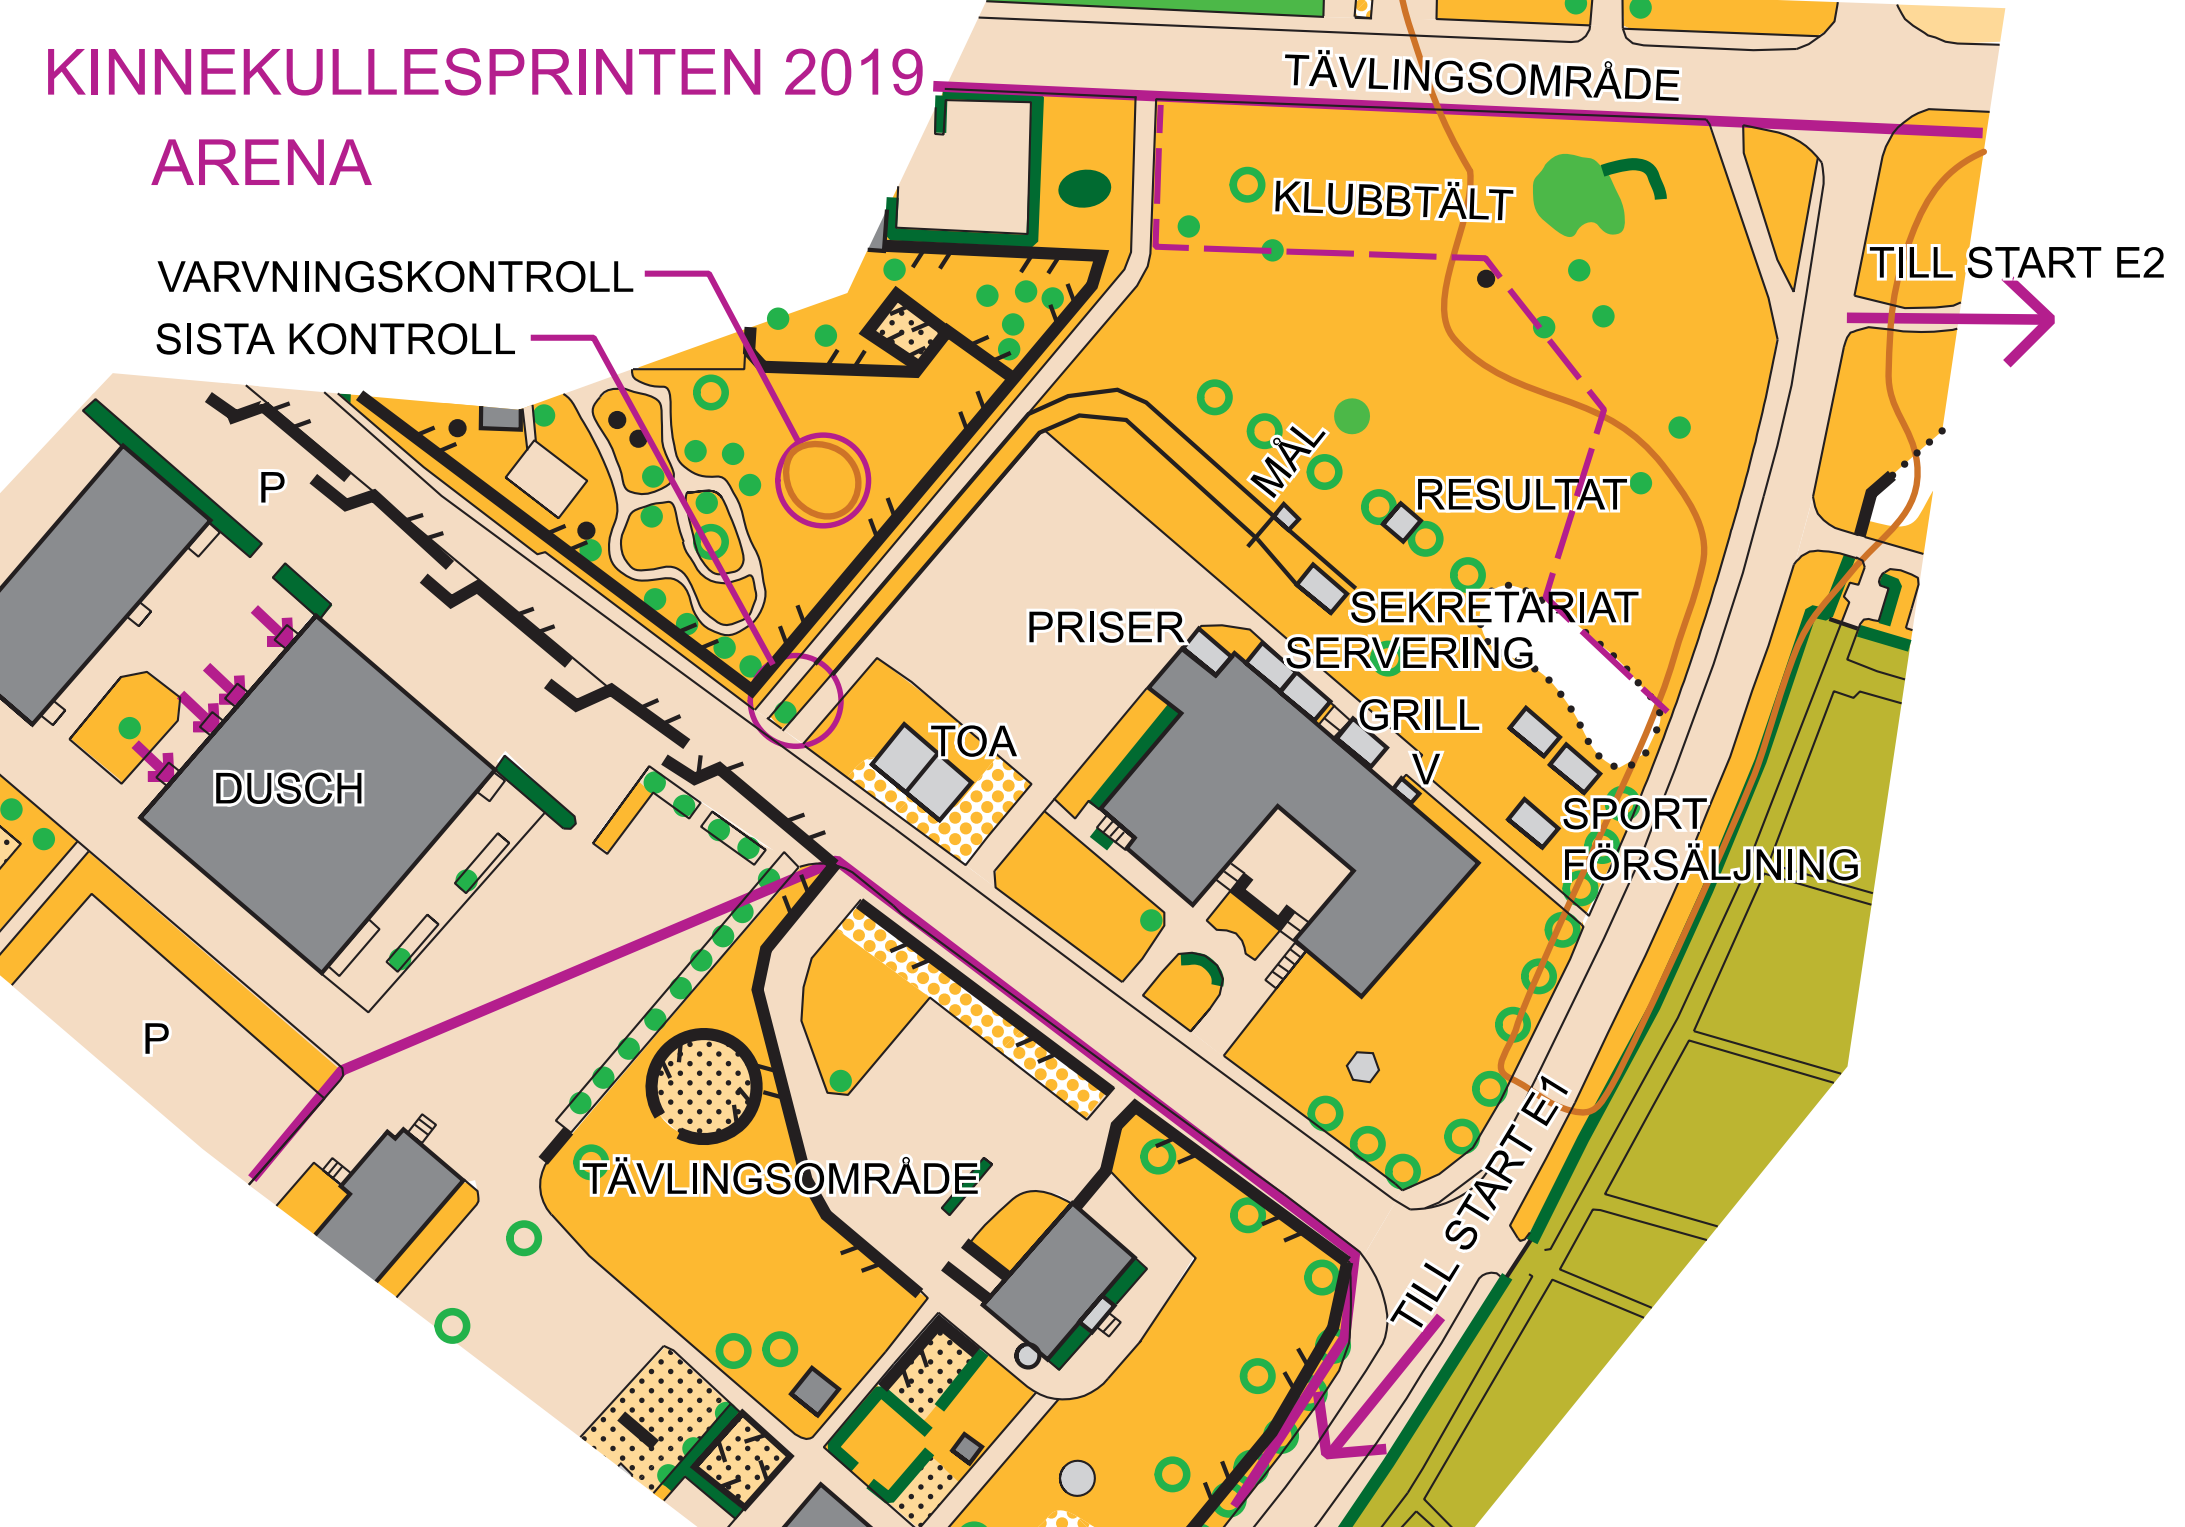 KINNEKULLESPRINTEN 2019
ARENA
TÄVLINGSOMRÅDE
KLUBBTÄLT
VARVNINGSKONTROLL
SISTA KONTROLL
TILL START E2
P
MÅL
RESULTAT
SEKRETARIAT
PRISER
SERVERING
GRILL
V
TOA
DUSCH
SPORT
FÖRSÄLJNING
P
TÄVLINGSOMRÅDE
TILL START E1